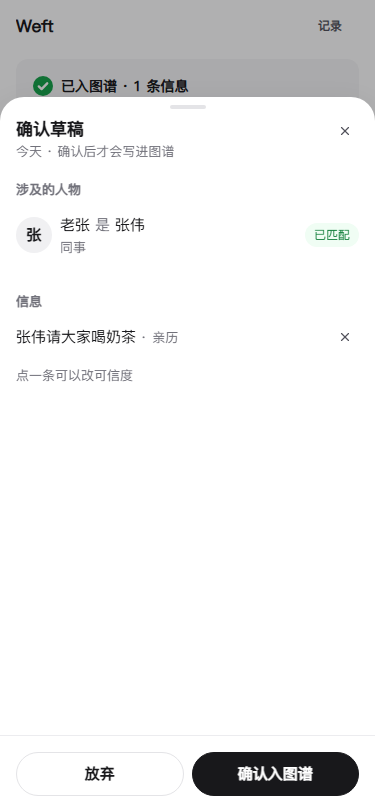 Weft
记录
已入图谱 · 1 条信息
确认草稿
今天 · 确认后才会写进图谱
涉及的人物
张
老张 是 张伟
同事
已匹配
信息
张伟请大家喝奶茶 · 亲历
点一条可以改可信度
放弃
确认入图谱